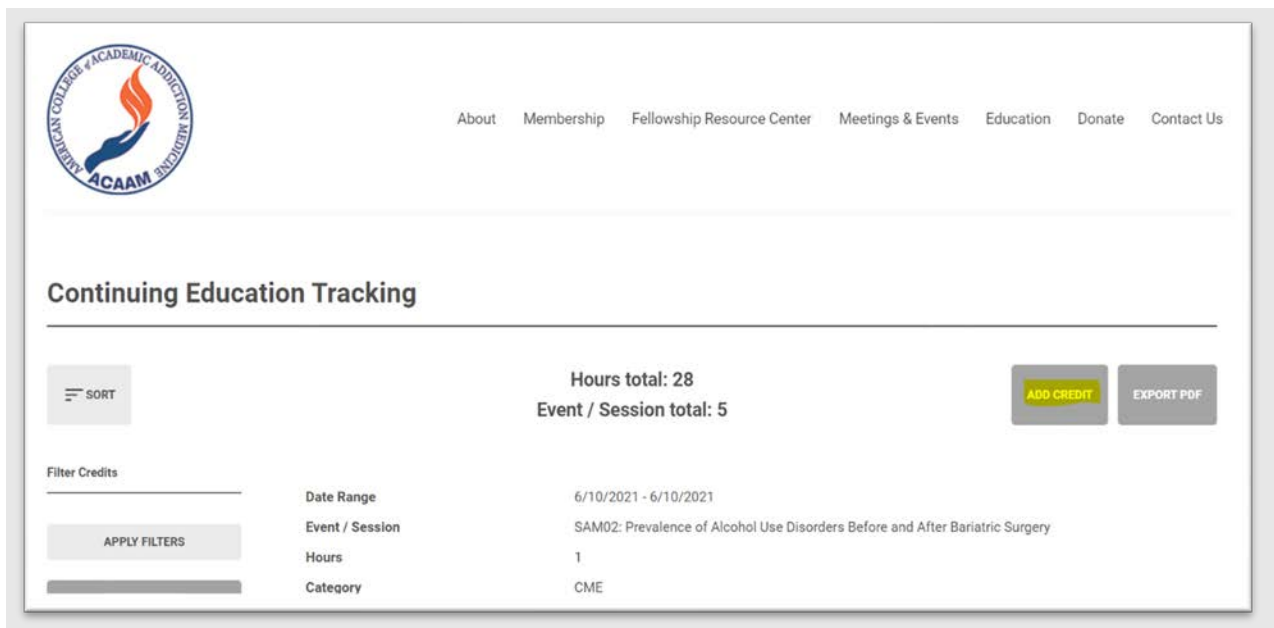 AMERICAN COLLEGE of ACADEMIC ADDICTION MEDICINE
ACAAM
About Membership Fellowship Resource Center Meetings & Events Education Donate Contact Us
Continuing Education Tracking
SORT
Hours total: 28
Event / Session total: 5
ADD CREDIT
EXPORT PDF
Filter Credits
APPLY FILTERS
Date Range 6/10/2021 - 6/10/2021
Event / Session SAM02: Prevalence of Alcohol Use Disorders Before and After Bariatric Surgery
Hours 1
Category CME